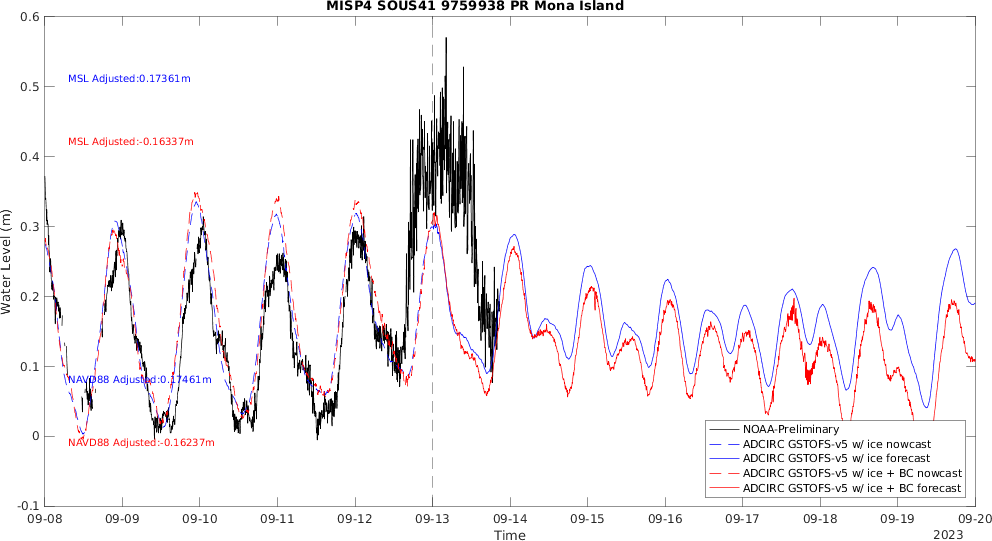 MISP4 SOUS41 9759938 PR Mona Island
0.6
0.5
0.4
0.3
0.2
0.1
0
-0.1
Water Level (m)
MSL Adjusted:0.17361m
MSL Adjusted:-0.16337m
NAVD88 Adjusted:0.17461m
NAVD88 Adjusted:-0.16237m
NOAA-Preliminary
ADCIRC GSTOFS-v5 w/ ice nowcast
ADCIRC GSTOFS-v5 w/ ice forecast
ADCIRC GSTOFS-v5 w/ ice + BC nowcast
ADCIRC GSTOFS-v5 w/ ice + BC forecast
09-08 09-09 09-10 09-11 09-12 09-13 09-14 09-15 09-16 09-17 09-18 09-19 09-20
Time
2023